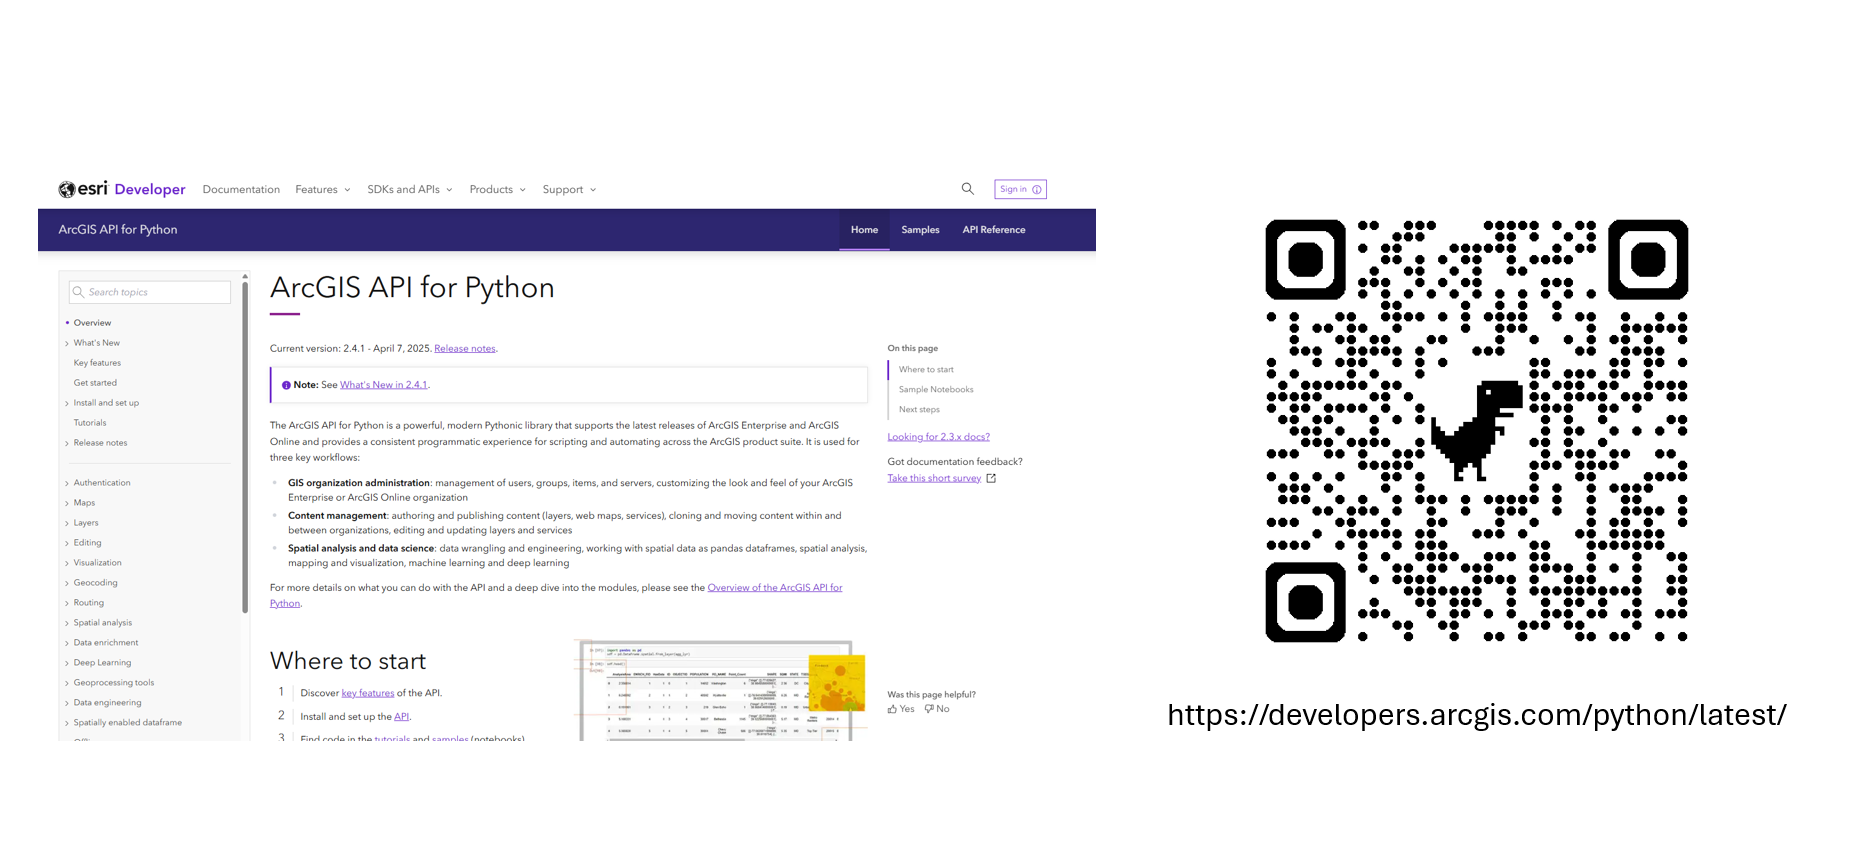 esri Developer Documentation Features SDKs and APIs Products Support Sign in
ArcGIS API for Python Home Samples API Reference
Search topics
Overview
What's New
Key features
Get started
Install and set up
Tutorials
Release notes
Authentication
Maps
Layers
Editing
Visualization
Geocoding
Routing
Spatial analysis
Data enrichment
Deep Learning
Geoprocessing tools
Data engineering
Spatially enabled dataframe
ArcGIS API for Python
Current version: 2.4.1 - April 7, 2025. Release notes.
Note: See What's New in 2.4.1.
The ArcGIS API for Python is a powerful, modern Pythonic library that supports the latest releases of ArcGIS Enterprise and ArcGIS
Online and provides a consistent programmatic experience for scripting and automating across the ArcGIS product suite. It is used for
three key workflows:
GIS organization administration: management of users, groups, items, and servers, customizing the look and feel of your ArcGIS
Enterprise or ArcGIS Online organization
Content management: authoring and publishing content (layers, web maps, services), cloning and moving content within and
between organizations, editing and updating layers and services
Spatial analysis and data science: data wrangling and engineering, working with spatial data as pandas dataframes, spatial analysis,
mapping and visualization, machine learning and deep learning
For more details on what you can do with the API and a deep dive into the modules, please see the Overview of the ArcGIS API for
Python.
Where to start
1 Discover key features of the API.
2 Install and set up the API.
3 Find code in the tutorials and samples (notebooks)
On this page
Where to start
Sample Notebooks
Next steps
Looking for 2.3.x docs?
Got documentation feedback?
Take this short survey
Was this page helpful?
Yes No
https://developers.arcgis.com/python/latest/